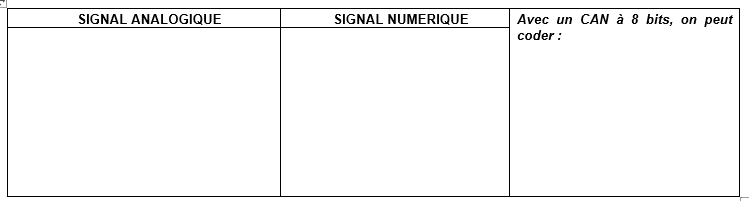 SIGNAL ANALOGIQUE
SIGNAL NUMERIQUE
Avec un CAN à 8 bits, on peut
coder :